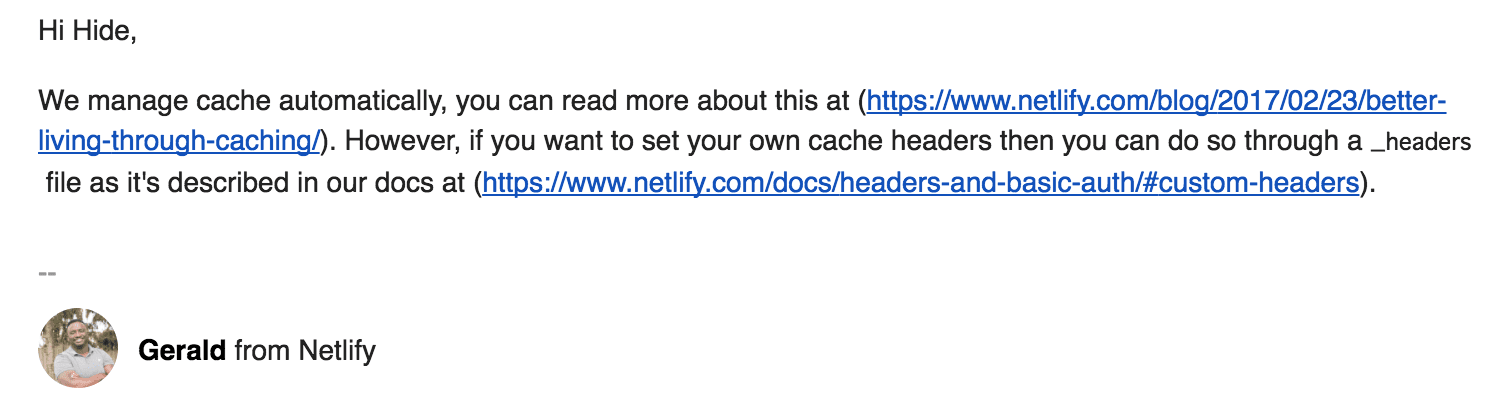 Hi Hide,
We manage cache automatically, you can read more about this at (https://www.netlify.com/blog/2017/02/23/better-
living-through-caching/). However, if you want to set your own cache headers then you can do so through a _headers
file as it's described in our docs at (https://www.netlify.com/docs/headers-and-basic-auth/#custom-headers).
--
Gerald from Netlify